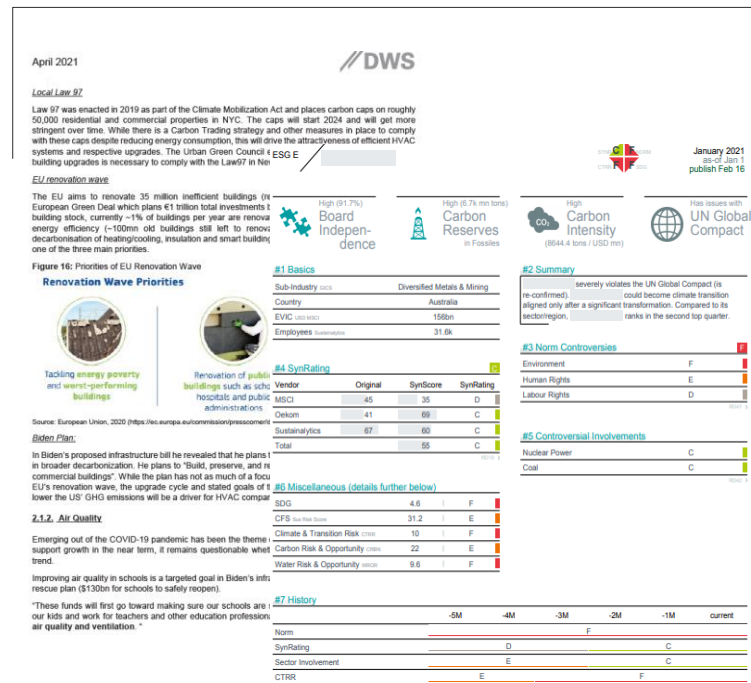 April 2021
DWS
Local Law 97
Law 97 was enacted in 2019 as part of the Climate Mobilization Act and places carbon caps on roughly
50,000 residential and commercial properties in NYC. The caps will start 2024 and will get more
stringent over time. While there is a Carbon Trading strategy and other measures in place to comply
with these caps despite reducing energy consumption, this will drive the attractiveness of efficient HVAC
systems and respective upgrades. The Urban Green Council
building upgrades is necessary to comply with the Law97 in
EU renovation wave
The EU aims to renovate 35 million inefficient buildings
European Green Deal which plans €1 trillion total investments
building stock, currently ~1% of buildings per year are
energy efficiency (~100mn old buildings still left to
decarbonisation of heating/cooling, insulation and smart
one of the three main priorities.
Figure 16: Priorities of EU Renovation Wave
Renovation Wave Priorities
Tackling energy poverty
and worst-performing
buildings
Renovation of
buildings such as
hospitals and
administrations
Source: European Union, 2020
Biden Plan:
In Biden's proposed infrastructure bill he revealed that he plans
in broader decarbonization. He plans to "Build, preserve, and
commercial buildings". While the plan has not as much of a
EU's renovation wave, the upgrade cycle and stated goals of
lower the US' GHG emissions will be a driver for HVAC
2.1.2. Air Quality
Emerging out of the COVID-19 pandemic has been the theme
support growth in the near term, it remains questionable
trend.
Improving air quality in schools is a targeted goal in Biden's
rescue plan ($130bn for schools to safely reopen).
"These funds will first go toward making sure our schools are
our kids and work for teachers and other education
air quality and ventilation. "
ESG E
C F
F F
January 2021
as-of Jan 1
publish Feb 16
High (91.7%)
Board
Indepen-
dence
High (6.7k mn tons)
Carbon
Reserves
in Fossiles
CO₂
High
Carbon
Intensity
(8644.4 tons / USD mn)
Has issues with
UN Global
Compact
#1 Basics
Sub-Industry GICS Diversified Metals & Mining
Country Australia
EVIC USD MSCI 156bn
Employees Sustainalytics 31.6k
#2 Summary
severely violates the UN Global Compact (is
re-confirmed). could become climate transition
aligned only after a significant transformation. Compared to its
sector/region, ranks in the second top quarter.
#3 Norm Controversies F
Environment F
Human Rights E
Labour Rights D
#4 SynRating C
Vendor Original SynScore SynRating
MSCI 45 35 D
Oekom 41 69 C
Sustainalytics 67 60 C
Total 55 C
#5 Controversial Involvements
Nuclear Power C
Coal C
#6 Miscellaneous (details further below)
SDG 4.6 F
CFS Sus Risk Score 31.2 E
Climate & Transition Risk CTRR 10 F
Carbon Risk & Opportunity 22 E
Water Risk & Opportunity 9.6 F
#7 History
-5M -4M -3M -2M -1M current
Norm F
SynRating D C
Sector Involvement E C
CTRR E F